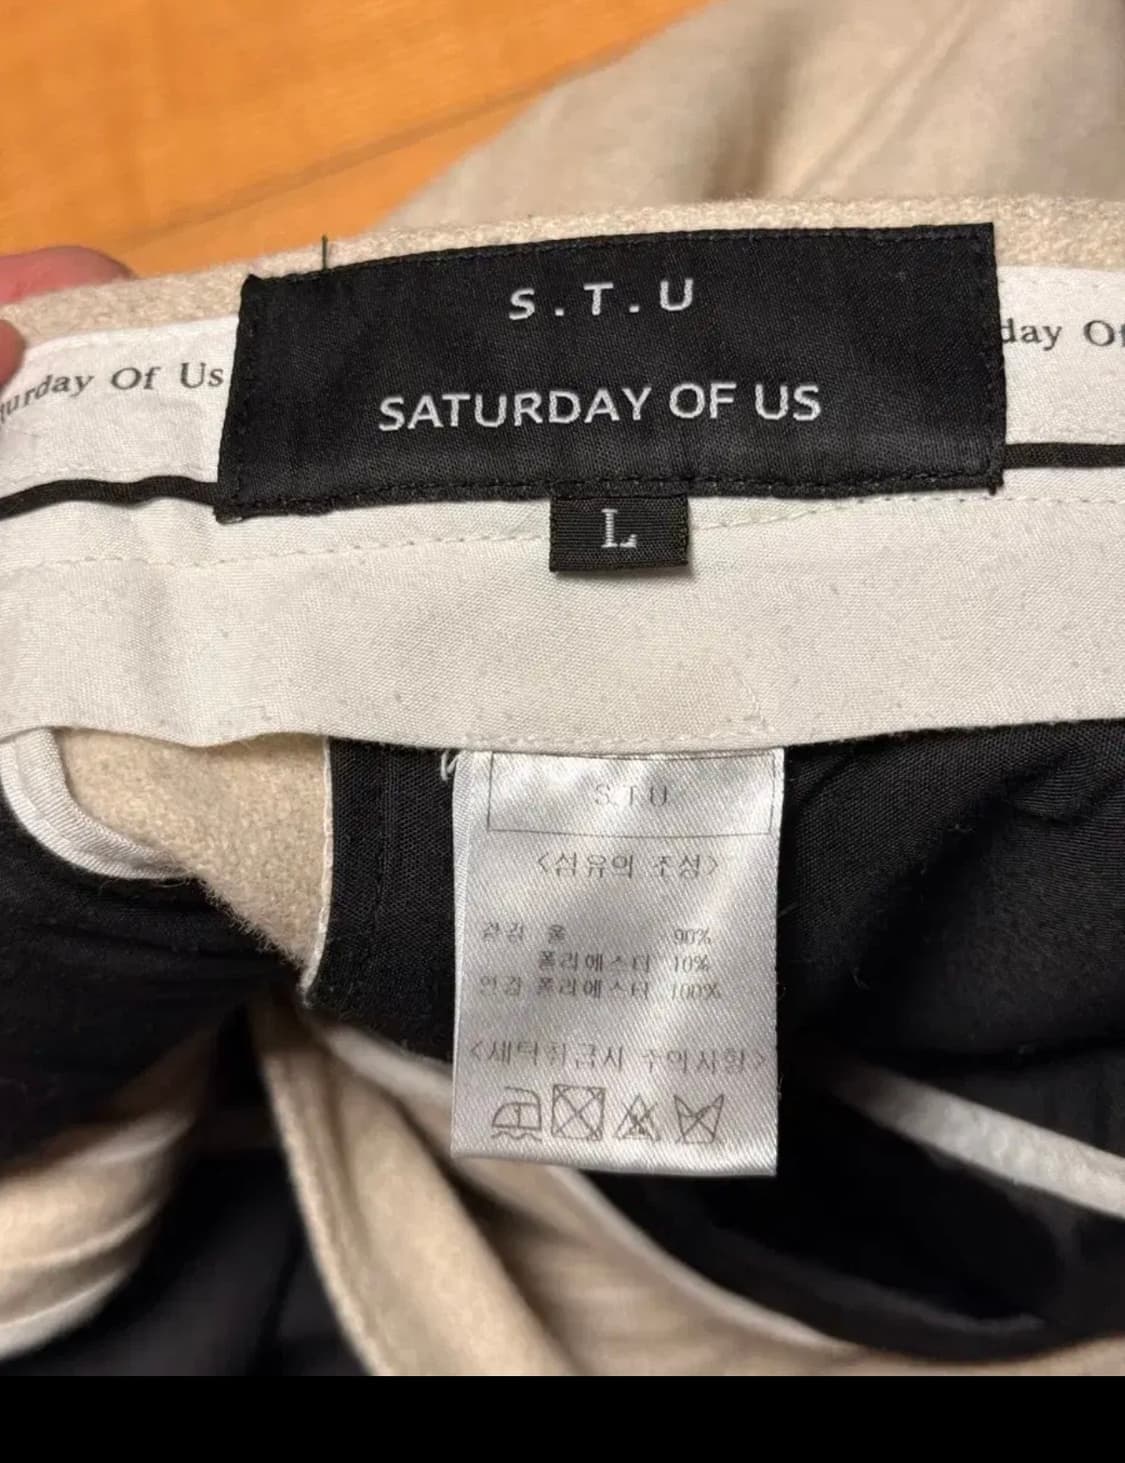 S.T.U
SATURDAY OF US
urday Of Us
day Of
L
S.T.U
<섬유의 조성>
겉감 울 90%
폴리에스터 10%
안감 폴리에스터 100%
<세탁취급시 주의사항>